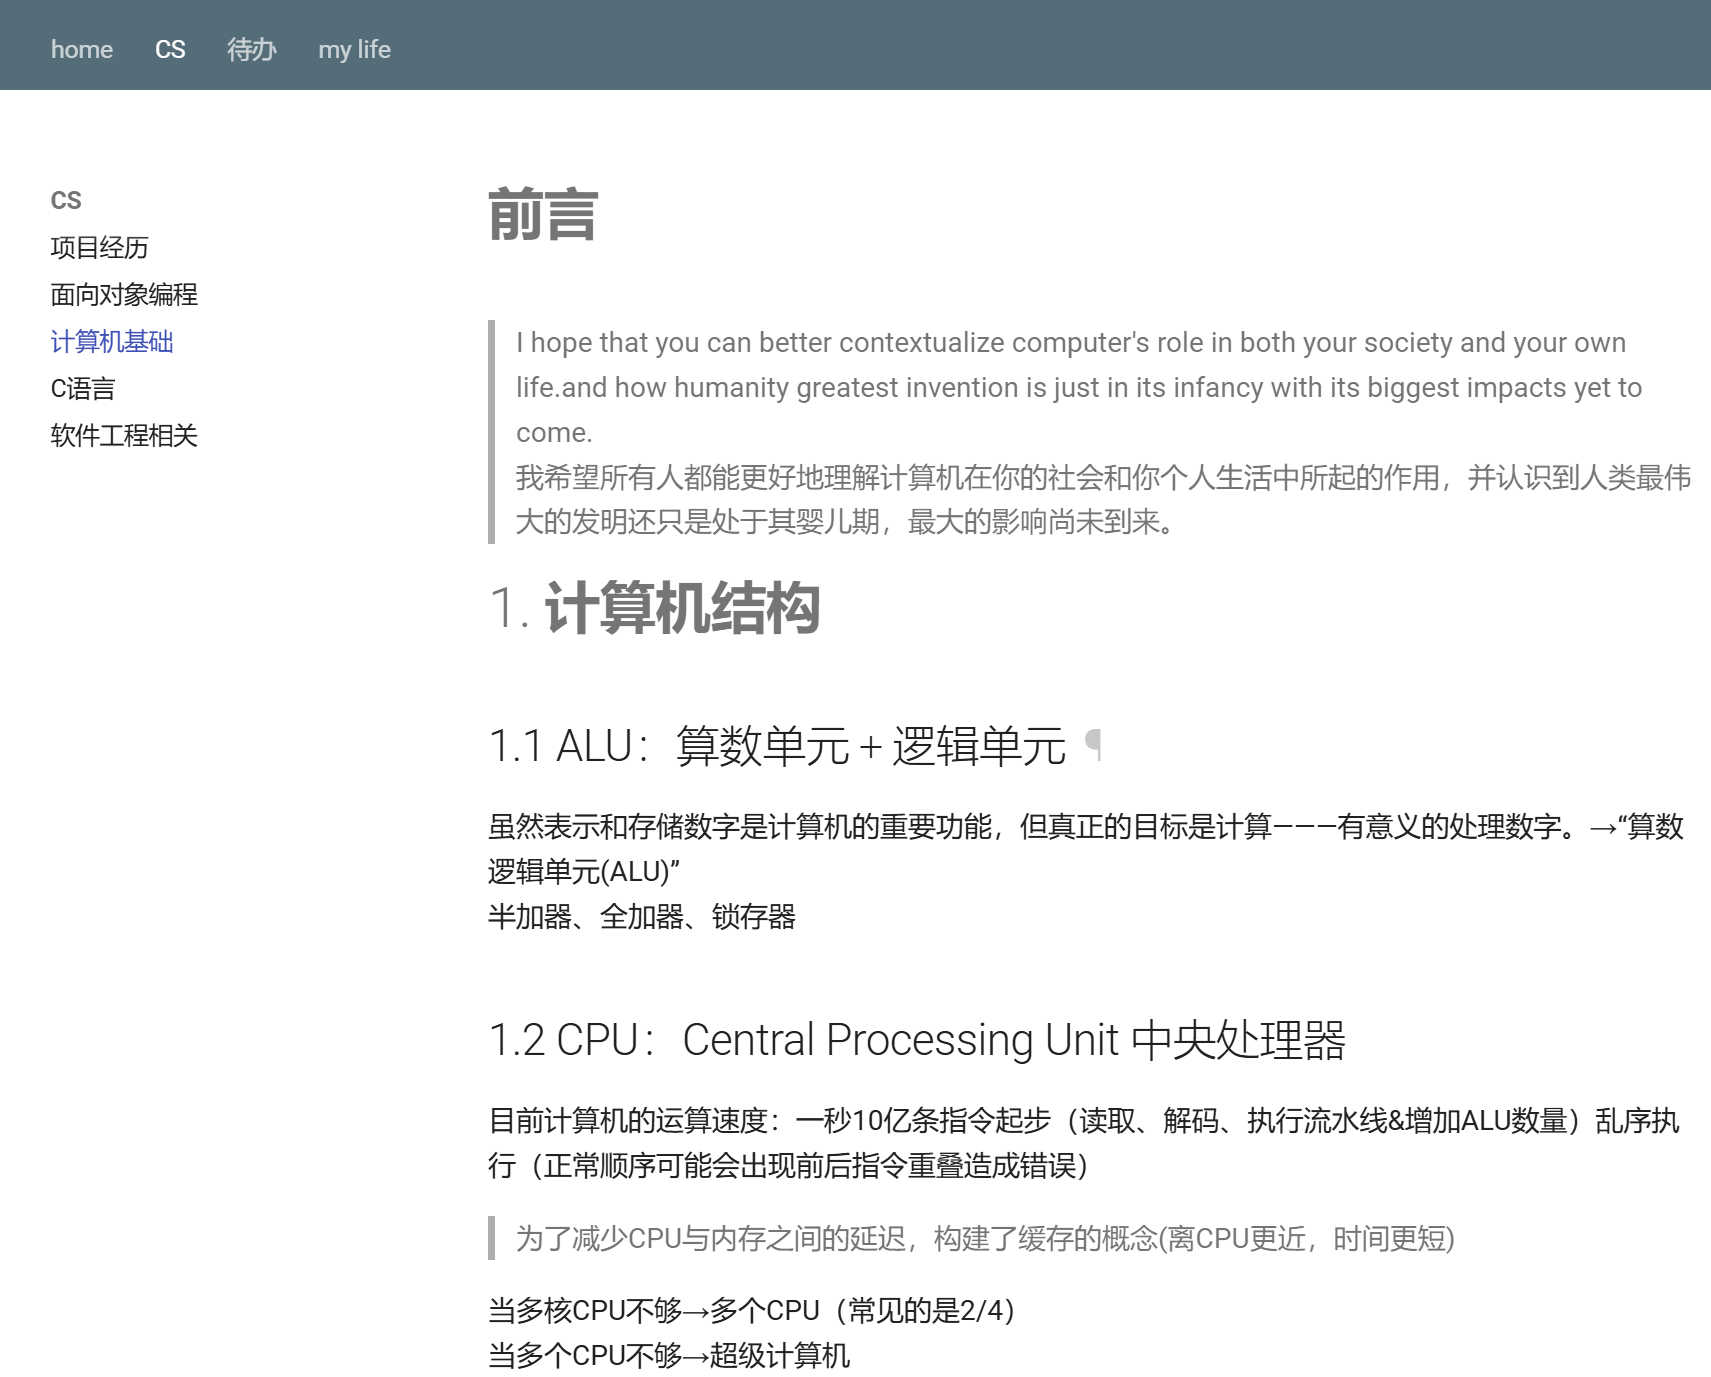 home CS 待办 my life
CS
项目经历
面向对象编程
计算机基础
C语言
软件工程相关
前言
I hope that you can better contextualize computer's role in both your society and your own
life.and how humanity greatest invention is just in its infancy with its biggest impacts yet to
come.
我希望所有人都能更好地理解计算机在你的社会和你个人生活中所起的作用，并认识到人类最伟
大的发明还只是处于其婴儿期，最大的影响尚未到来。
1. 计算机结构
1.1 ALU：算数单元 + 逻辑单元 ¶
虽然表示和存储数字是计算机的重要功能，但真正的目标是计算———有意义的处理数字。→“算数
逻辑单元(ALU)”
半加器、全加器、锁存器
1.2 CPU：Central Processing Unit 中央处理器
目前计算机的运算速度：一秒10亿条指令起步（读取、解码、执行流水线&增加ALU数量）乱序执
行（正常顺序可能会出现前后指令重叠造成错误）
为了减少CPU与内存之间的延迟，构建了缓存的概念(离CPU更近，时间更短)
当多核CPU不够→多个CPU（常见的是2/4）
当多个CPU不够→超级计算机